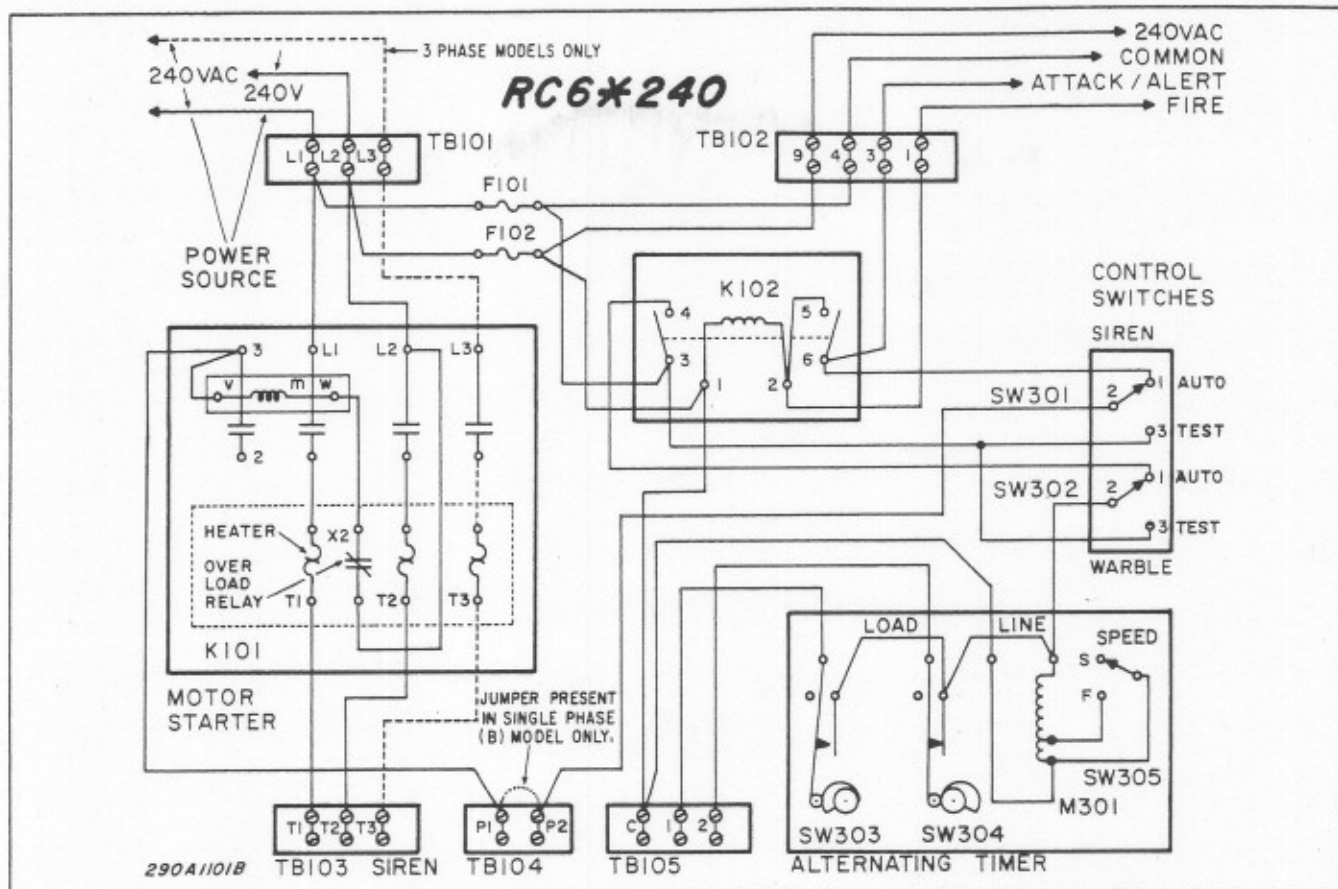 3 PHASE MODELS ONLY
240VAC
240V
RC6*240
240VAC
COMMON
ATTACK/ALERT
FIRE
TB101
L1 L2 L3
TB102
9 4 3 1
F101
F102
POWER
SOURCE
K102
4 5
3 6
1 2
CONTROL
SWITCHES
SIREN
SW301
2 1 AUTO
3 TEST
SW302
2 1 AUTO
3 TEST
WARBLE
3 L1 L2 L3
V m W
2
HEATER
X2
OVER
LOAD
RELAY
T1 T2 T3
K101
MOTOR
STARTER
JUMPER PRESENT
IN SINGLE PHASE
(B) MODEL ONLY.
LOAD LINE SPEED
S
F
SW305
M301
SW303 SW304
ALTERNATING TIMER
T1 T2 T3
TB103 SIREN
P1 P2
TB104
C 1 2
TB105
290A1101B